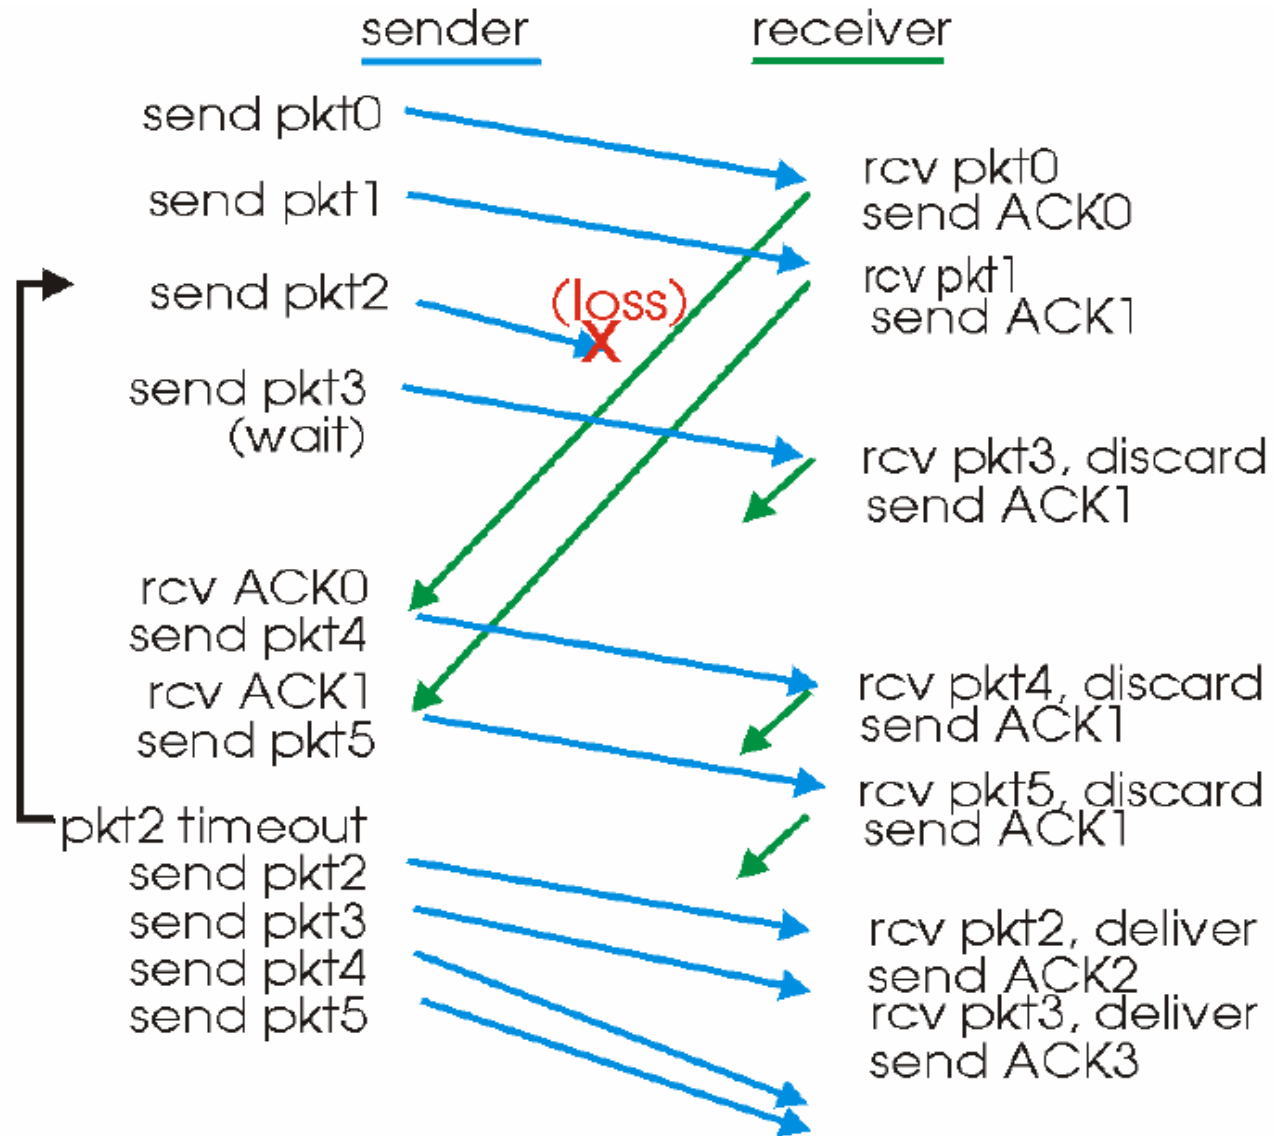 sender
receiver
send pkt0
send pkt1
send pkt2
(loss)
X
send pkt3
(wait)
rcv ACK0
send pkt4
rcv ACK1
send pkt5
pkt2 timeout
send pkt2
send pkt3
send pkt4
send pkt5
rcv pkt0
send ACK0
rcv pkt1
send ACK1
rcv pkt3, discard
send ACK1
rcv pkt4, discard
send ACK1
rcv pkt5, discard
send ACK1
rcv pkt2, deliver
send ACK2
rcv pkt3, deliver
send ACK3